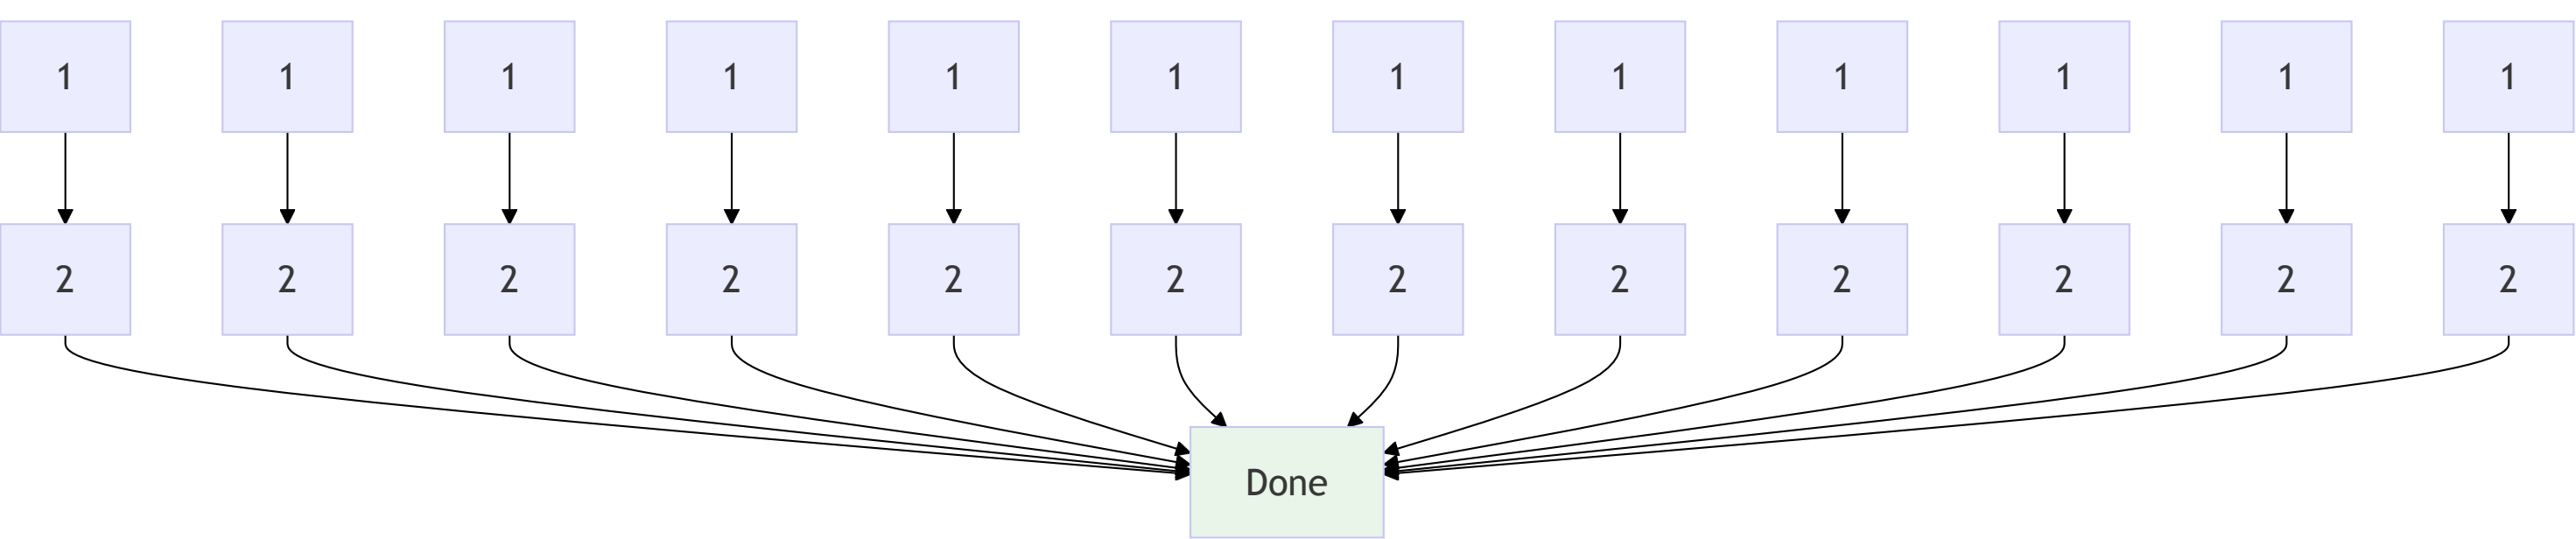 1 1 1 1 1 1 1 1 1 1 1 1
2 2 2 2 2 2 2 2 2 2 2 2
Done